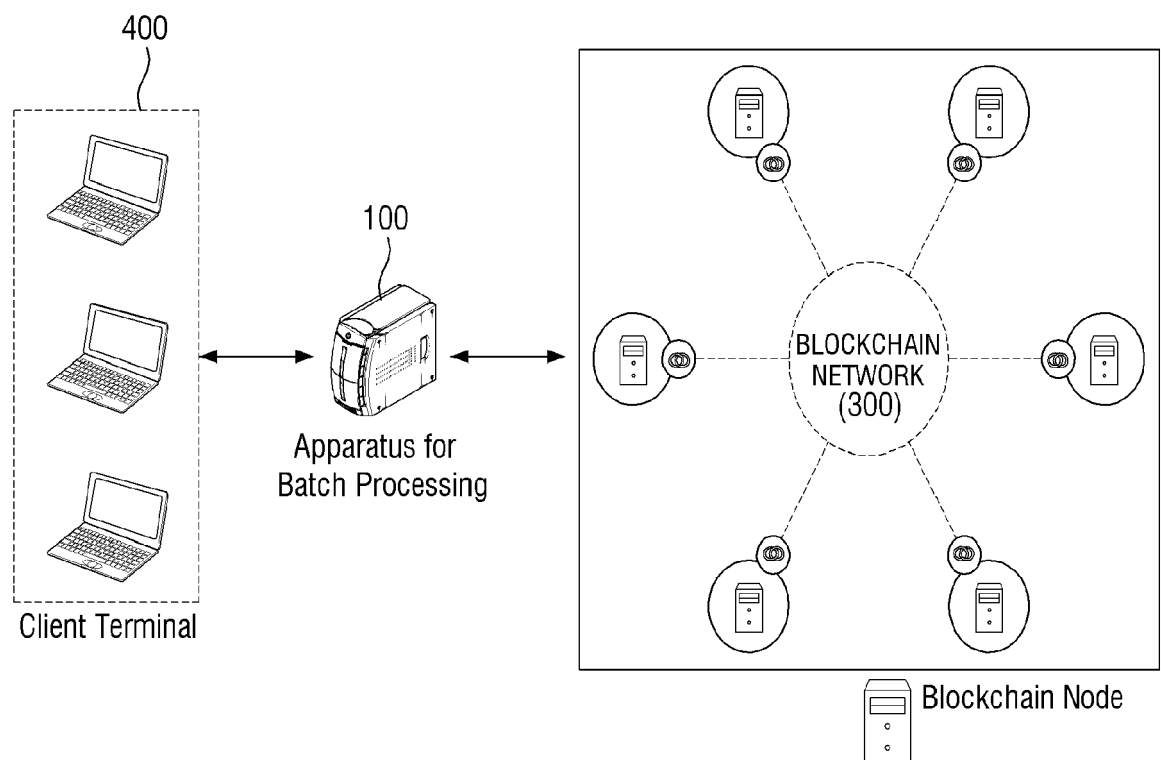 400
100
Apparatus for
Batch Processing
Client Terminal
BLOCKCHAIN
NETWORK
(300)
Blockchain Node